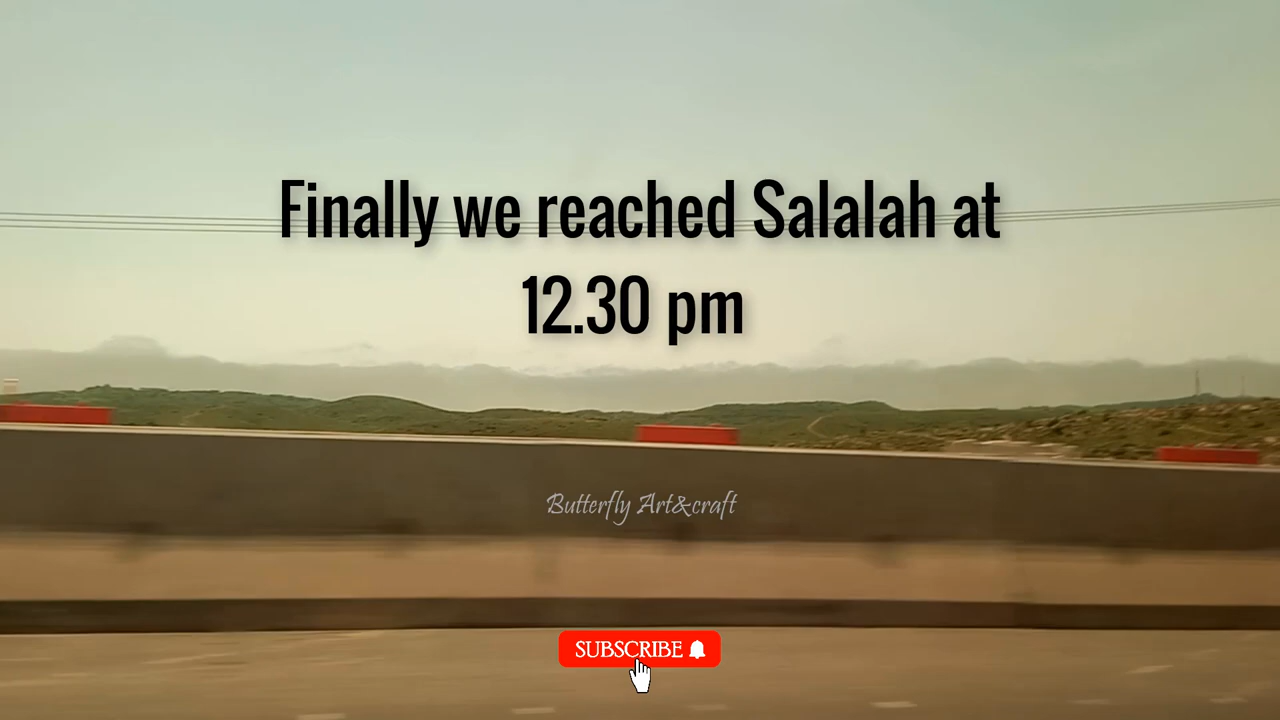 Finally we reached Salalah at
12.30 pm
Butterfly Art&craft
SUBSCRIBE